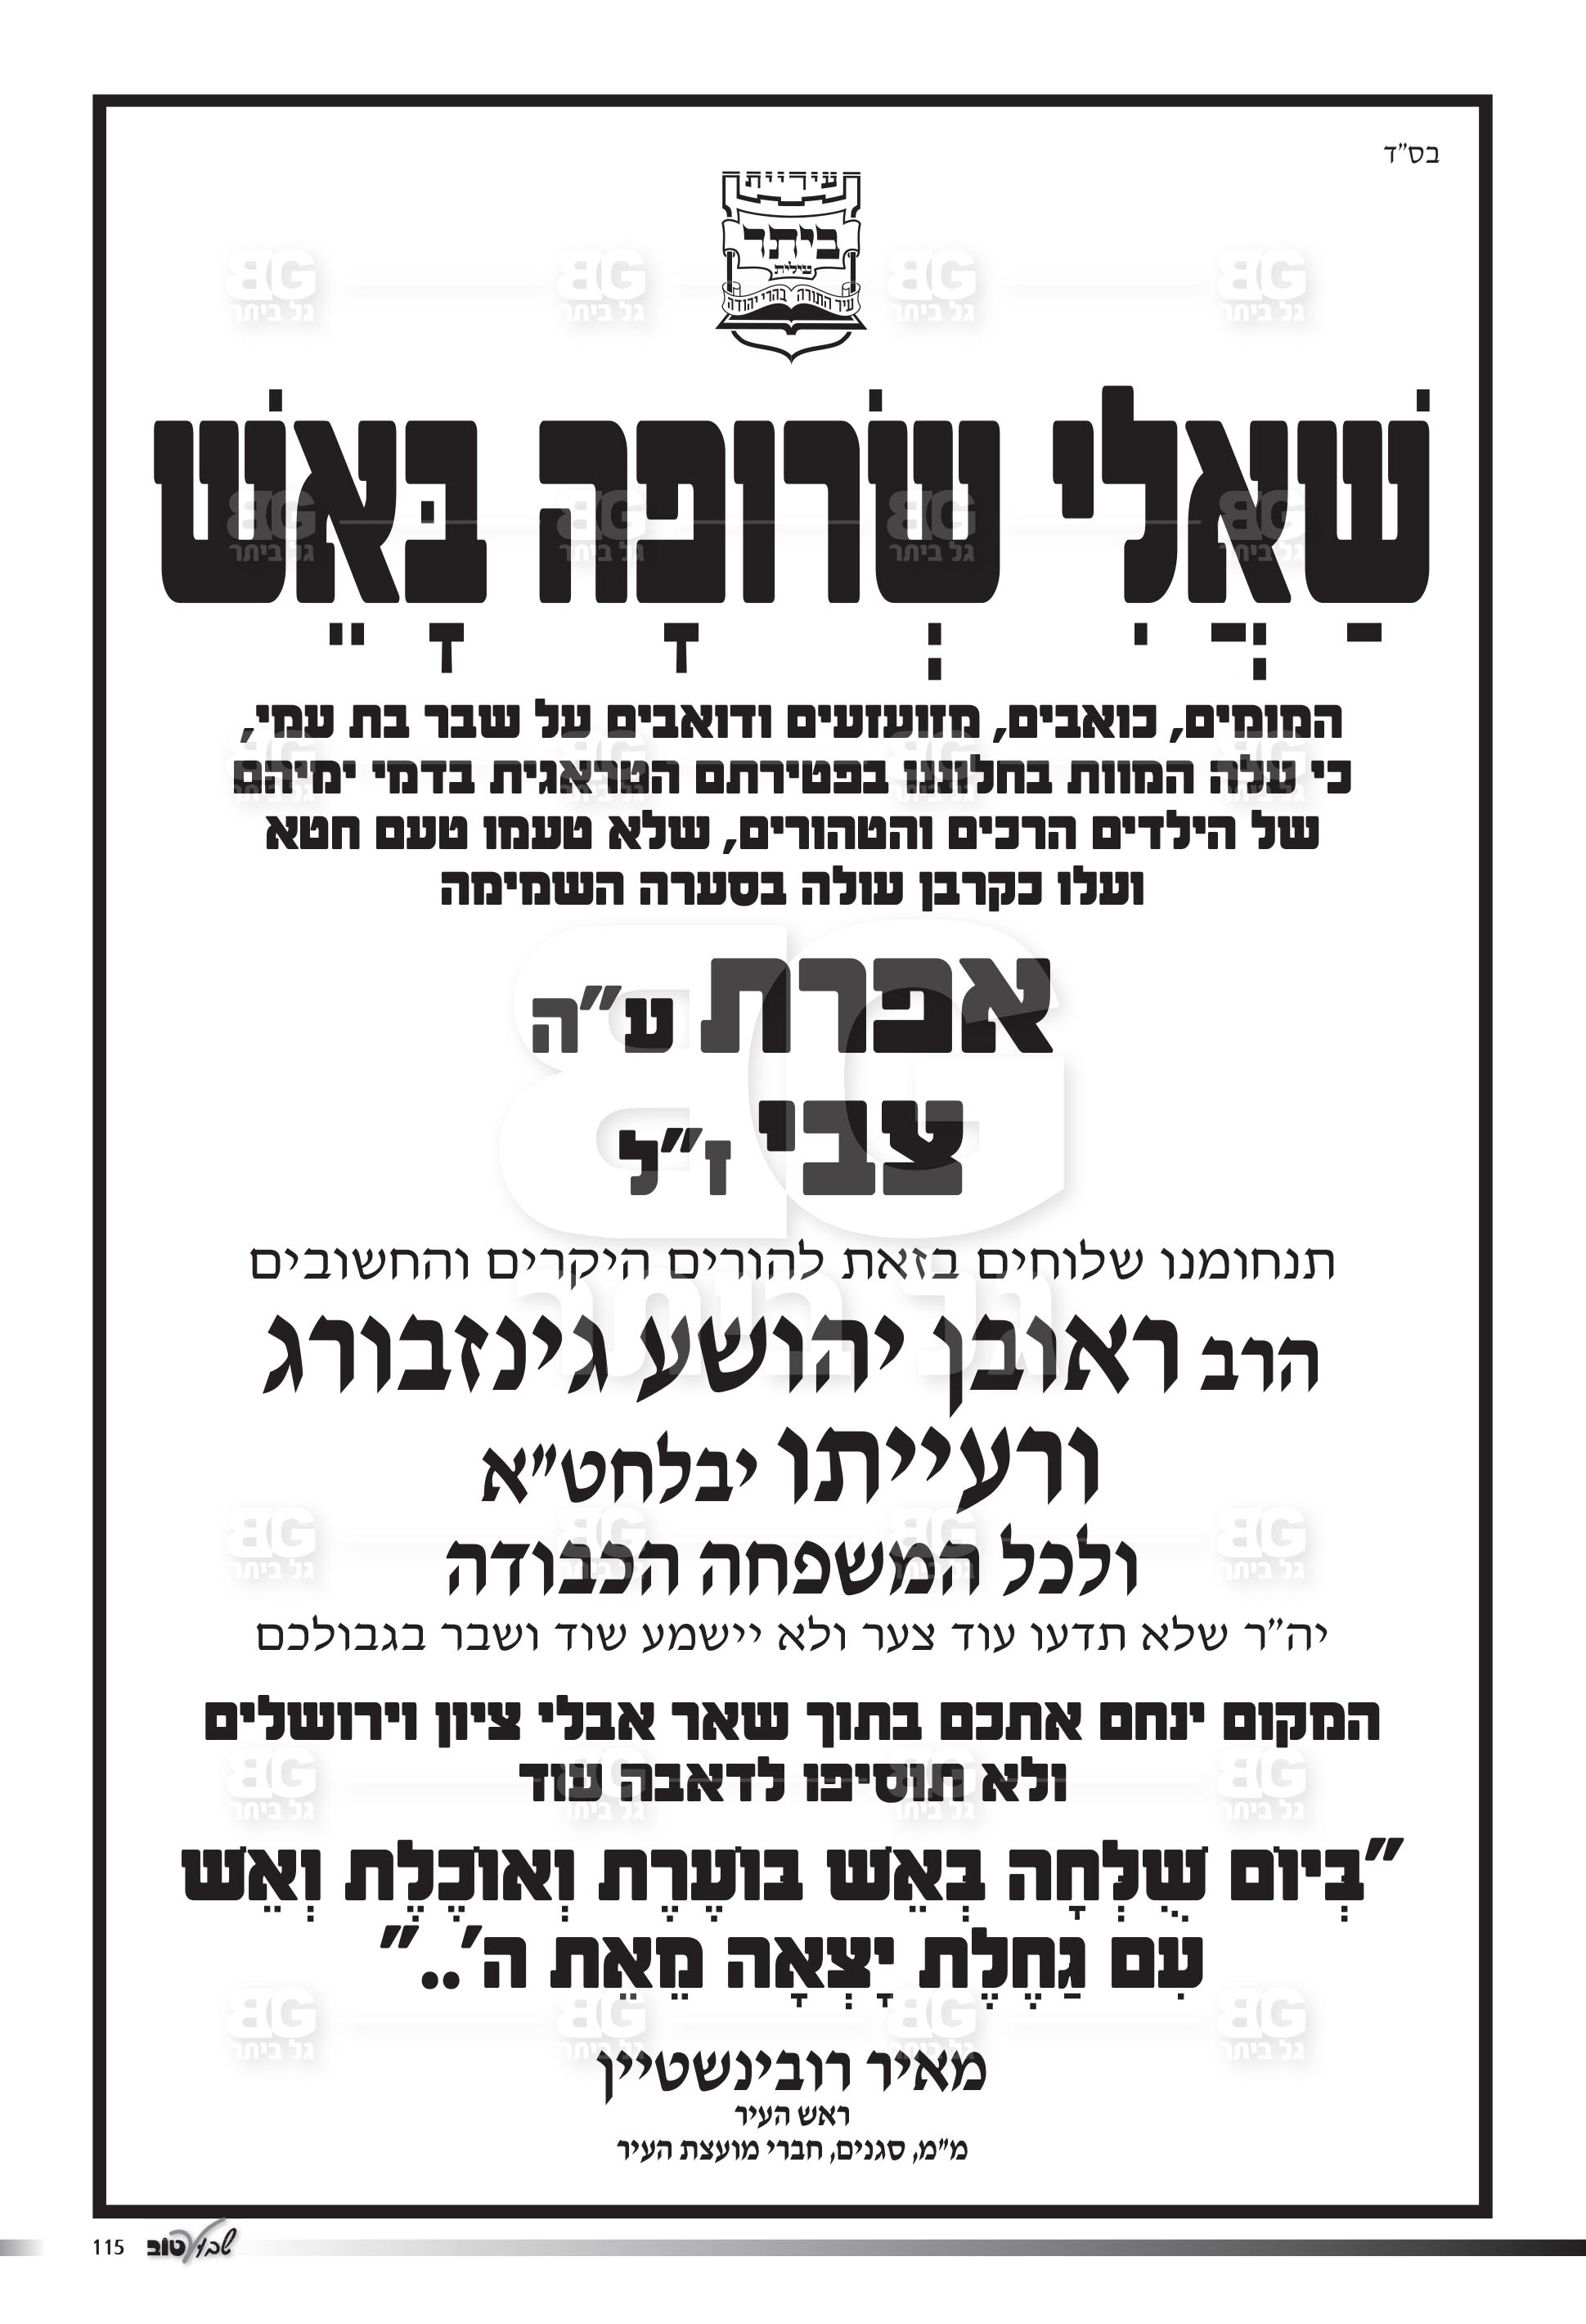 בס"ד
עיריית
ביתר
עילית
עיר התורה בהרי יהודה
שַׁאֲלִי שְׂרוּפָה בָּאֵשׁ
המומים, כואבים, מזועזעים ודואבים על שבר בת עמי,
כי עלה המוות בחלוננו בפטירתם הטראגית בדמי ימיהם
של הילדים הרכים והטהורים, שלא טעמו טעם חטא
ועלו כקרבן עולה בסערה השמימה
אפרת ע"ה
צבי ז"ל
תנחומנו שלוחים בזאת להורים היקרים והחשובים
הרב ראובן יהושע גינזבורג
ורעייתו יבלחט"א
ולכל המשפחה הכבודה
יה"ר שלא תדעו עוד צער ולא יישמע שוד ושבר בגבולכם
המקום ינחם אתכם בתוך שאר אבלי ציון וירושלים
ולא תוסיפו לדאבה עוד
"בְּיוֹם שֻׁלְּחָה בְּאֵשׁ בּוֹעֶרֶת וְאוֹכֶלֶת וְאֵשׁ
עִם גַּחֶלֶת יָצְאָה מֵאֵת ה'.."
מאיר רובינשטיין
ראש העיר
מ"מ, סגנים, חברי מועצת העיר
BG
גל ביתר
115 שבוע טוב